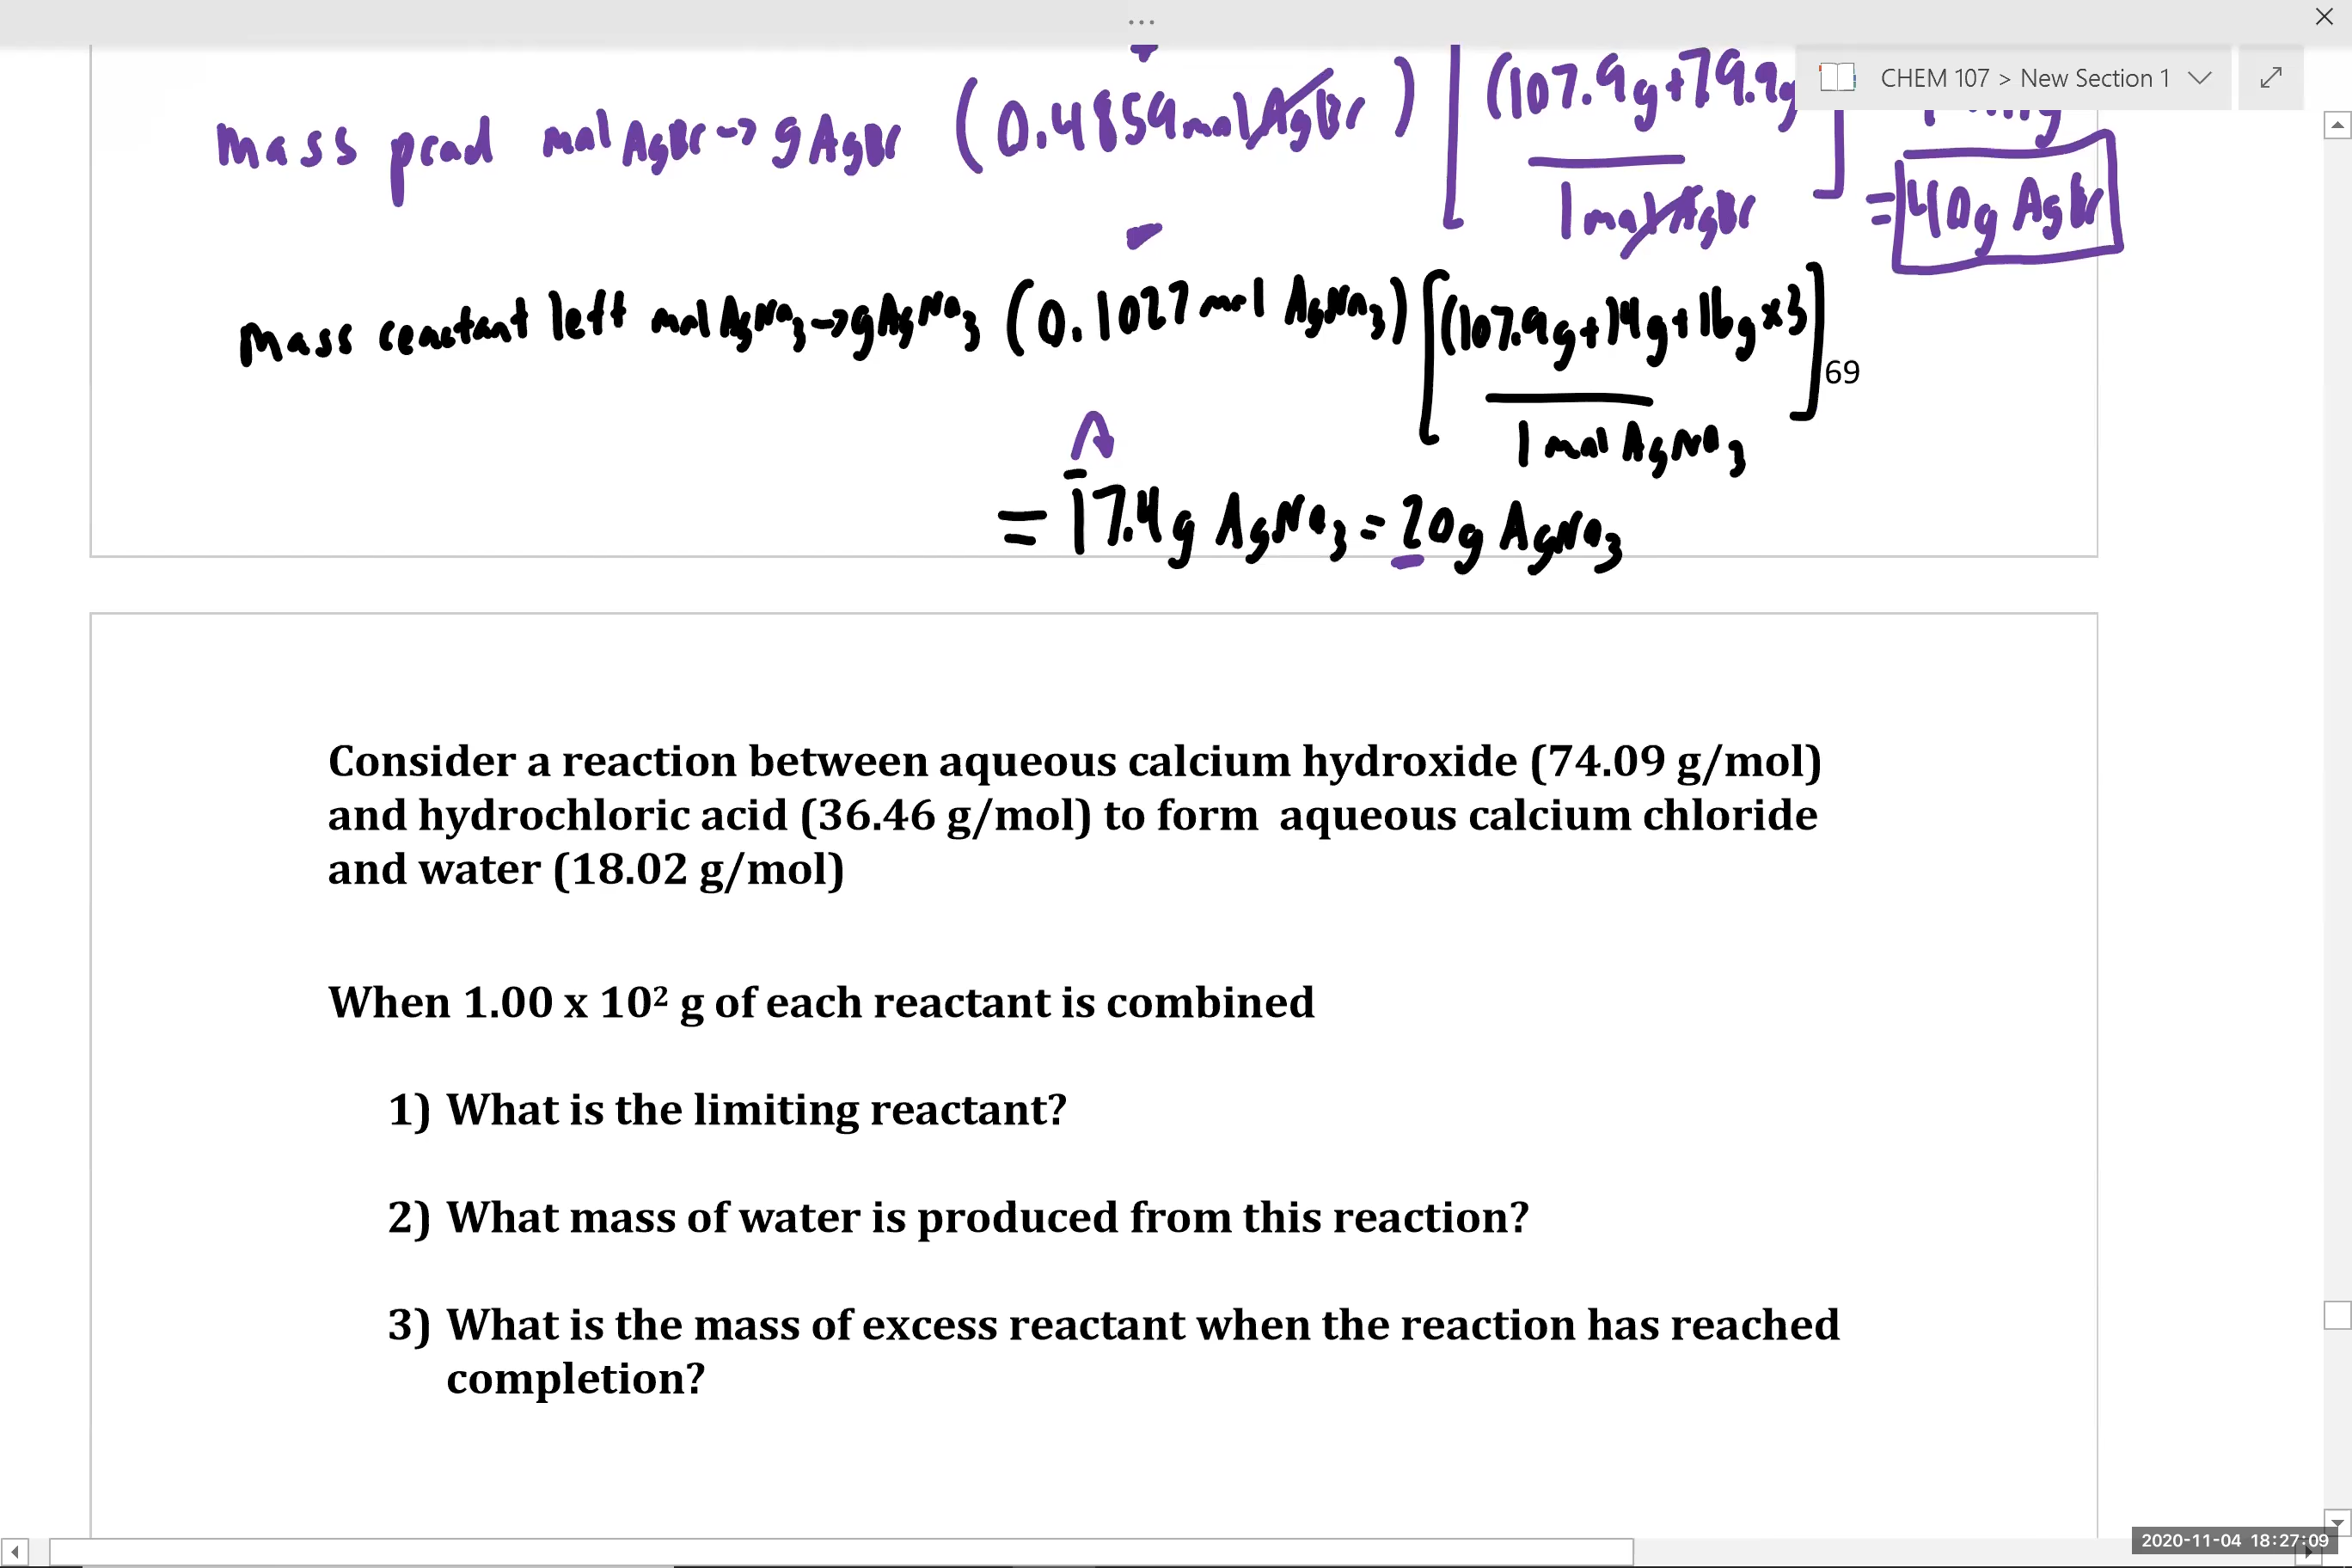 ...
CHEM 107 > New Section 1
mass prod mol AgBr → g AgBr (0.4859 mol AgBr) [(107.9g+79.9g
1 mol AgBr
= 40g AgBr
mass reactant left mol AgNO3 → g AgNO3 (0.1027 mol AgNO3) [(107.9g+14g+16g×3)]
1 mol AgNO3
69
= 17.4g AgNO3 = 20g AgNO3
Consider a reaction between aqueous calcium hydroxide (74.09 g/mol)
and hydrochloric acid (36.46 g/mol) to form aqueous calcium chloride
and water (18.02 g/mol)
When 1.00 x 10² g of each reactant is combined
1) What is the limiting reactant?
2) What mass of water is produced from this reaction?
3) What is the mass of excess reactant when the reaction has reached
completion?
2020-11-04 18:27:09